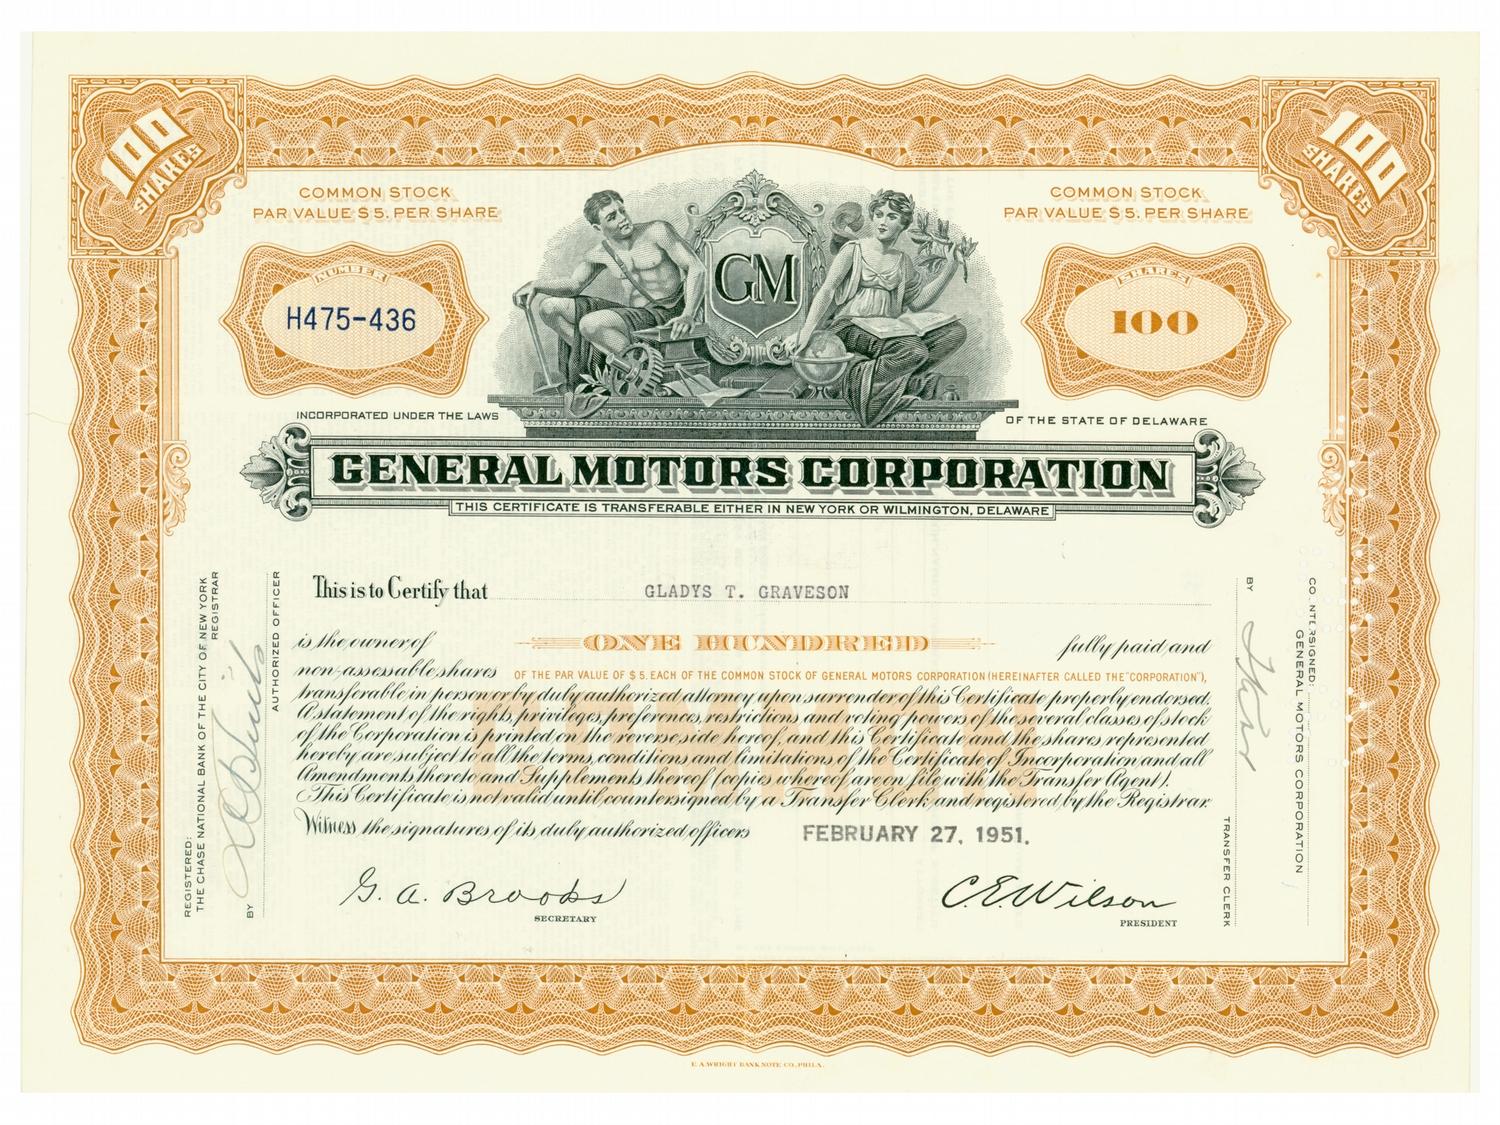 100 SHARES
100 SHARES
COMMON STOCK
PAR VALUE $5. PER SHARE
COMMON STOCK
PAR VALUE $5. PER SHARE
NUMBER
H475-436
GM
SHARES
100
INCORPORATED UNDER THE LAWS
OF THE STATE OF DELAWARE
GENERAL MOTORS CORPORATION
THIS CERTIFICATE IS TRANSFERABLE EITHER IN NEW YORK OR WILMINGTON, DELAWARE
This is to Certify that GLADYS T. GRAVESON
is the owner of ONE HUNDRED fully paid and
non-assessable shares OF THE PAR VALUE OF $5. EACH OF THE COMMON STOCK OF GENERAL MOTORS CORPORATION (HEREINAFTER CALLED THE "CORPORATION"),
transferable in person or by duly authorized attorney upon surrender of this Certificate properly endorsed.
A statement of the rights, privileges, preferences, restrictions and voting powers of the several classes of stock
of the Corporation is printed on the reverse side hereof, and this Certificate and the shares represented
hereby are subject to all the terms, conditions and limitations of the Certificate of Incorporation and all
Amendments thereto and Supplements thereof (copies whereof are on file with the Transfer Agent).
This Certificate is not valid until countersigned by a Transfer Clerk, and registered by the Registrar.
Witness the signatures of its duly authorized officers FEBRUARY 27, 1951.
G. A. Brooks
SECRETARY
C E Wilson
PRESIDENT
REGISTERED:
THE CHASE NATIONAL BANK OF THE CITY OF NEW YORK
REGISTRAR
BY
AUTHORIZED OFFICER
COUNTERSIGNED:
GENERAL MOTORS CORPORATION
BY
TRANSFER CLERK
E. A. WRIGHT BANK NOTE CO., PHILA.